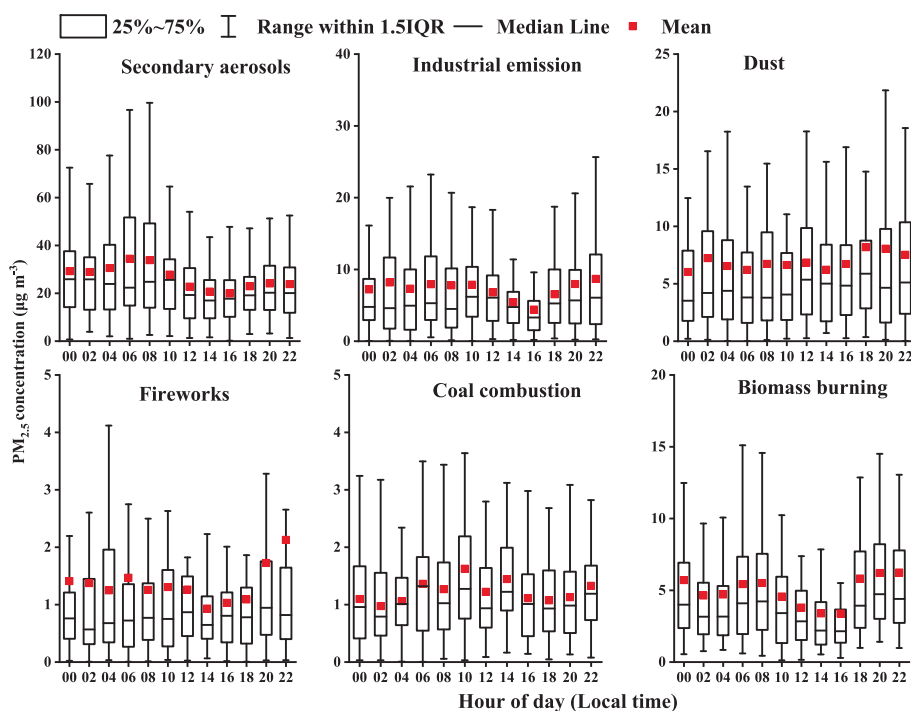 25%~75% Range within 1.5IQR Median Line Mean
Secondary aerosols
120
100
80
60
40
20
0
00 02 04 06 08 10 12 14 16 18 20 22
Industrial emission
40
30
20
10
0
00 02 04 06 08 10 12 14 16 18 20 22
Dust
25
20
15
10
5
0
00 02 04 06 08 10 12 14 16 18 20 22
PM2.5 concentration (μg m-3)
Fireworks
5
4
3
2
1
0
00 02 04 06 08 10 12 14 16 18 20 22
Coal combustion
5
4
3
2
1
0
00 02 04 06 08 10 12 14 16 18 20 22
Biomass burning
20
15
10
5
0
00 02 04 06 08 10 12 14 16 18 20 22
Hour of day (Local time)